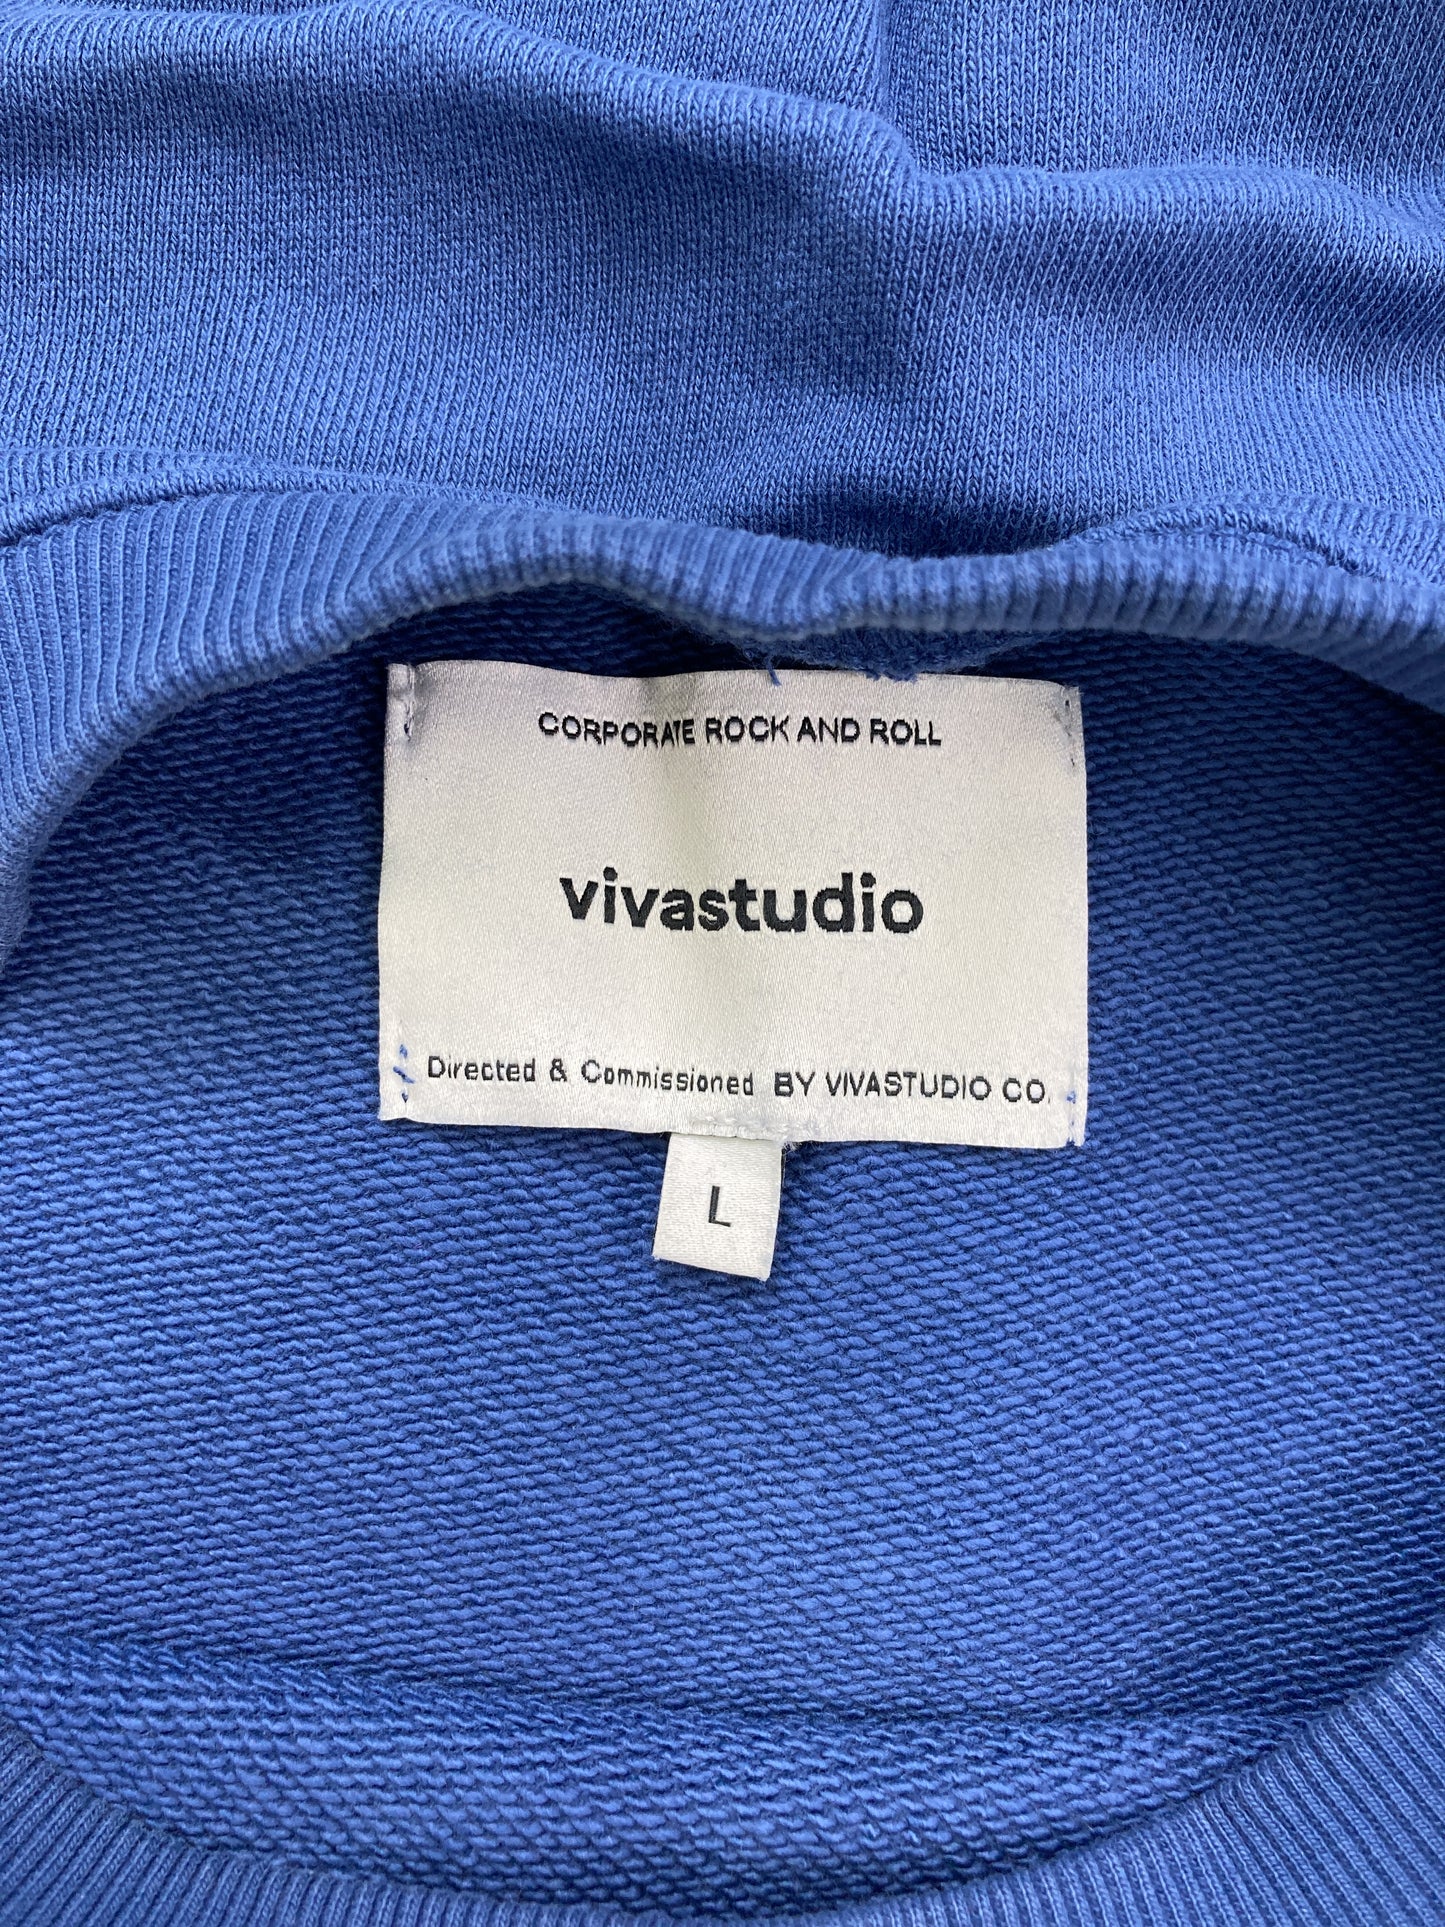 CORPORATE ROCK AND ROLL
vivastudio
Directed & Commissioned BY VIVASTUDIO CO.
L